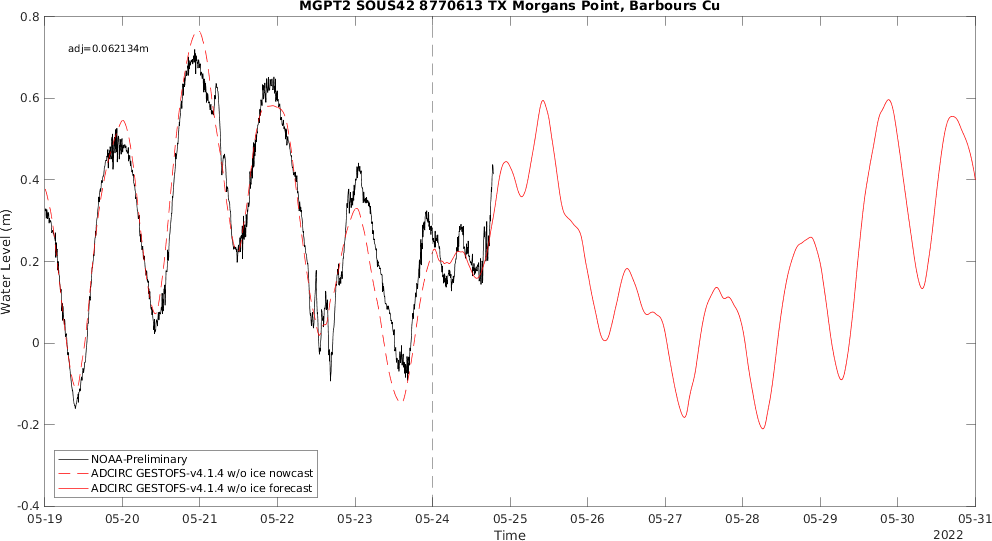 MGPT2 SOUS42 8770613 TX Morgans Point, Barbours Cu
adj=0.062134m
0.8
0.6
0.4
0.2
0
-0.2
-0.4
Water Level (m)
NOAA-Preliminary
ADCIRC GESTOFS-v4.1.4 w/o ice nowcast
ADCIRC GESTOFS-v4.1.4 w/o ice forecast
05-19 05-20 05-21 05-22 05-23 05-24 05-25 05-26 05-27 05-28 05-29 05-30 05-31
Time
2022